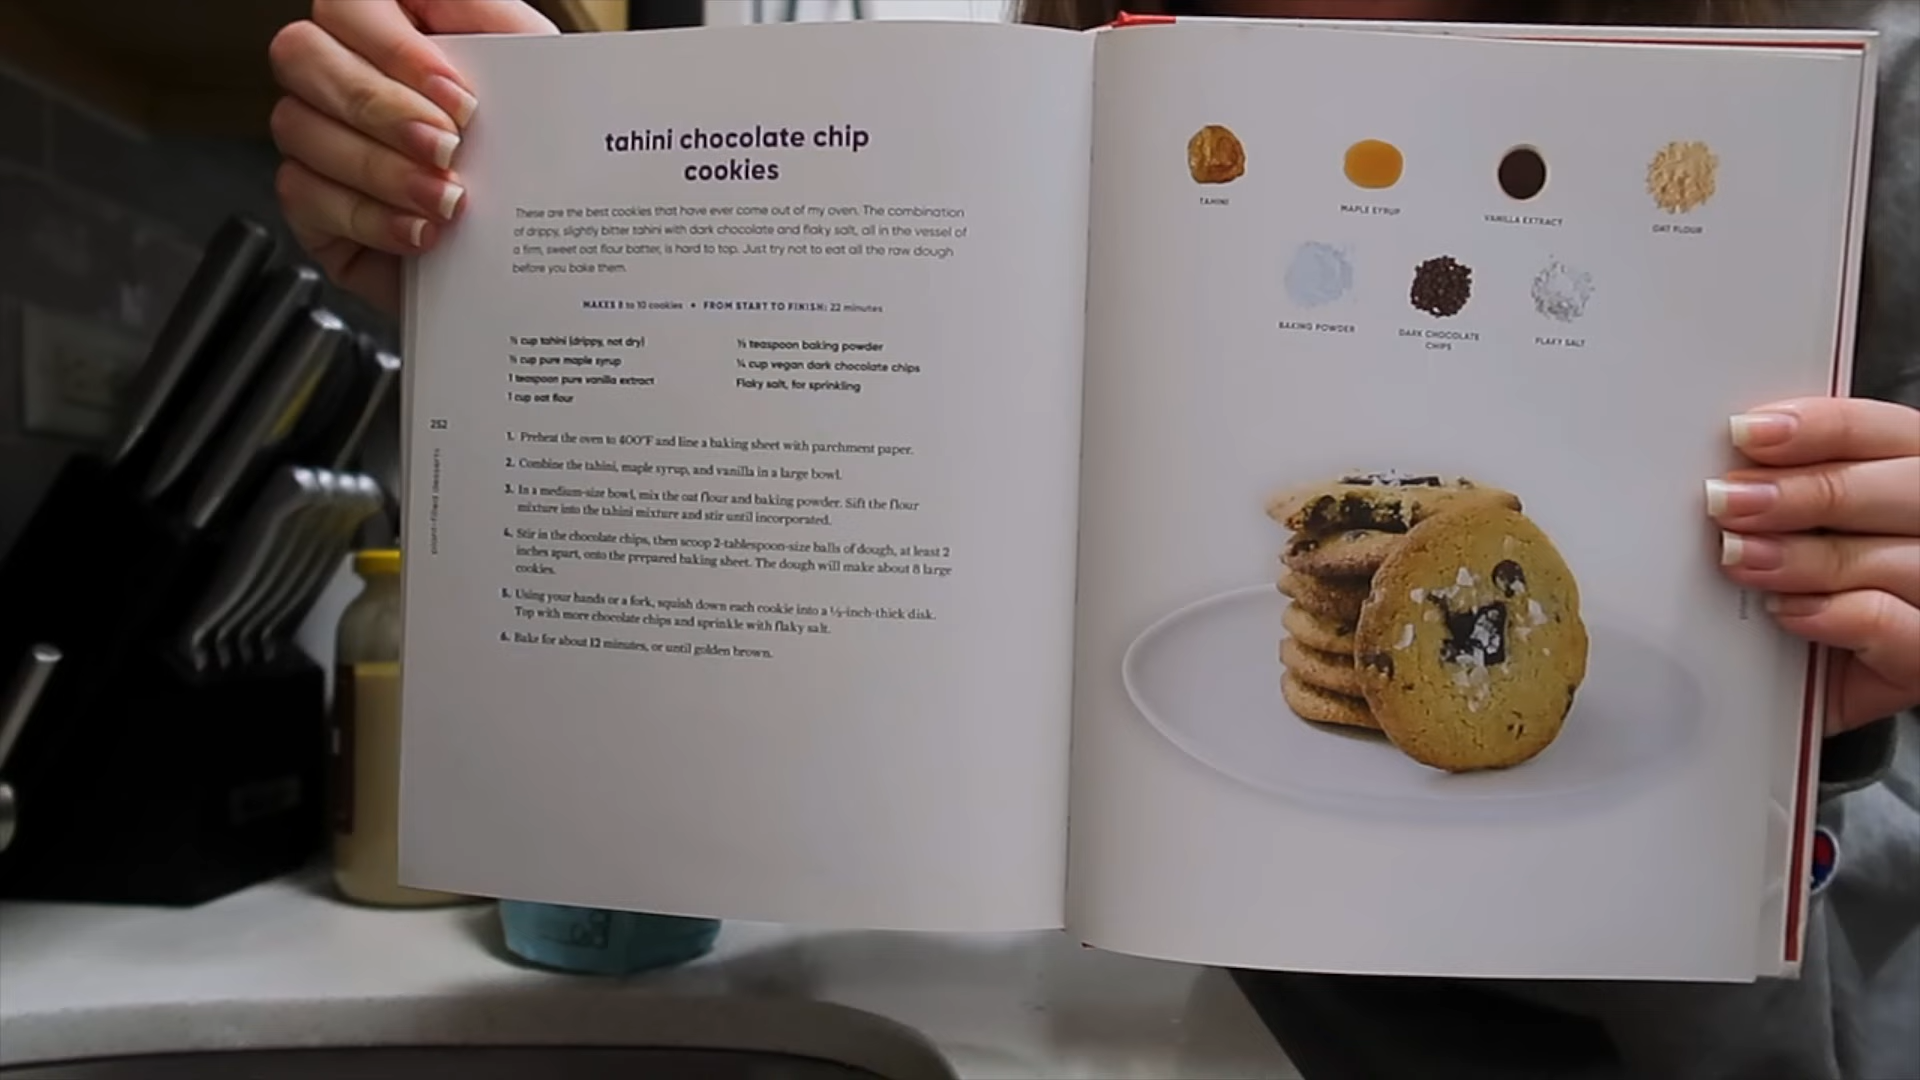 tahini chocolate chip
cookies
These are the best cookies that have ever come out of my oven. The combination
of drippy, slightly bitter tahini with dark chocolate and flaky salt, all in the vessel of
a firm, sweet oat flour batter, is hard to top. Just try not to eat all the raw dough
before you bake them.
MAKES 8 to 10 cookies • FROM START TO FINISH: 22 minutes
cup tahini (drippy, not dry)
cup pure maple syrup
1 teaspoon pure vanilla extract
1 cup oat flour
teaspoon baking powder
cup vegan dark chocolate chips
Flaky salt, for sprinkling
1. Preheat the oven to 400°F and line a baking sheet with parchment paper.
2. Combine the tahini, maple syrup, and vanilla in a large bowl.
3. In a medium-size bowl, mix the oat flour and baking powder. Sift the flour
mixture into the tahini mixture and stir until incorporated.
4. Stir in the chocolate chips, then scoop 2-tablespoon-size balls of dough, at least 2
inches apart, onto the prepared baking sheet. The dough will make about 8 large
cookies.
5. Using your hands or a fork, squish down each cookie into a ½-inch-thick disk.
Top with more chocolate chips and sprinkle with flaky salt.
6. Bake for about 12 minutes, or until golden brown.
252
plant-filled desserts
TAHINI
MAPLE SYRUP
VANILLA EXTRACT
OAT FLOUR
BAKING POWDER
DARK CHOCOLATE
CHIPS
FLAKY SALT